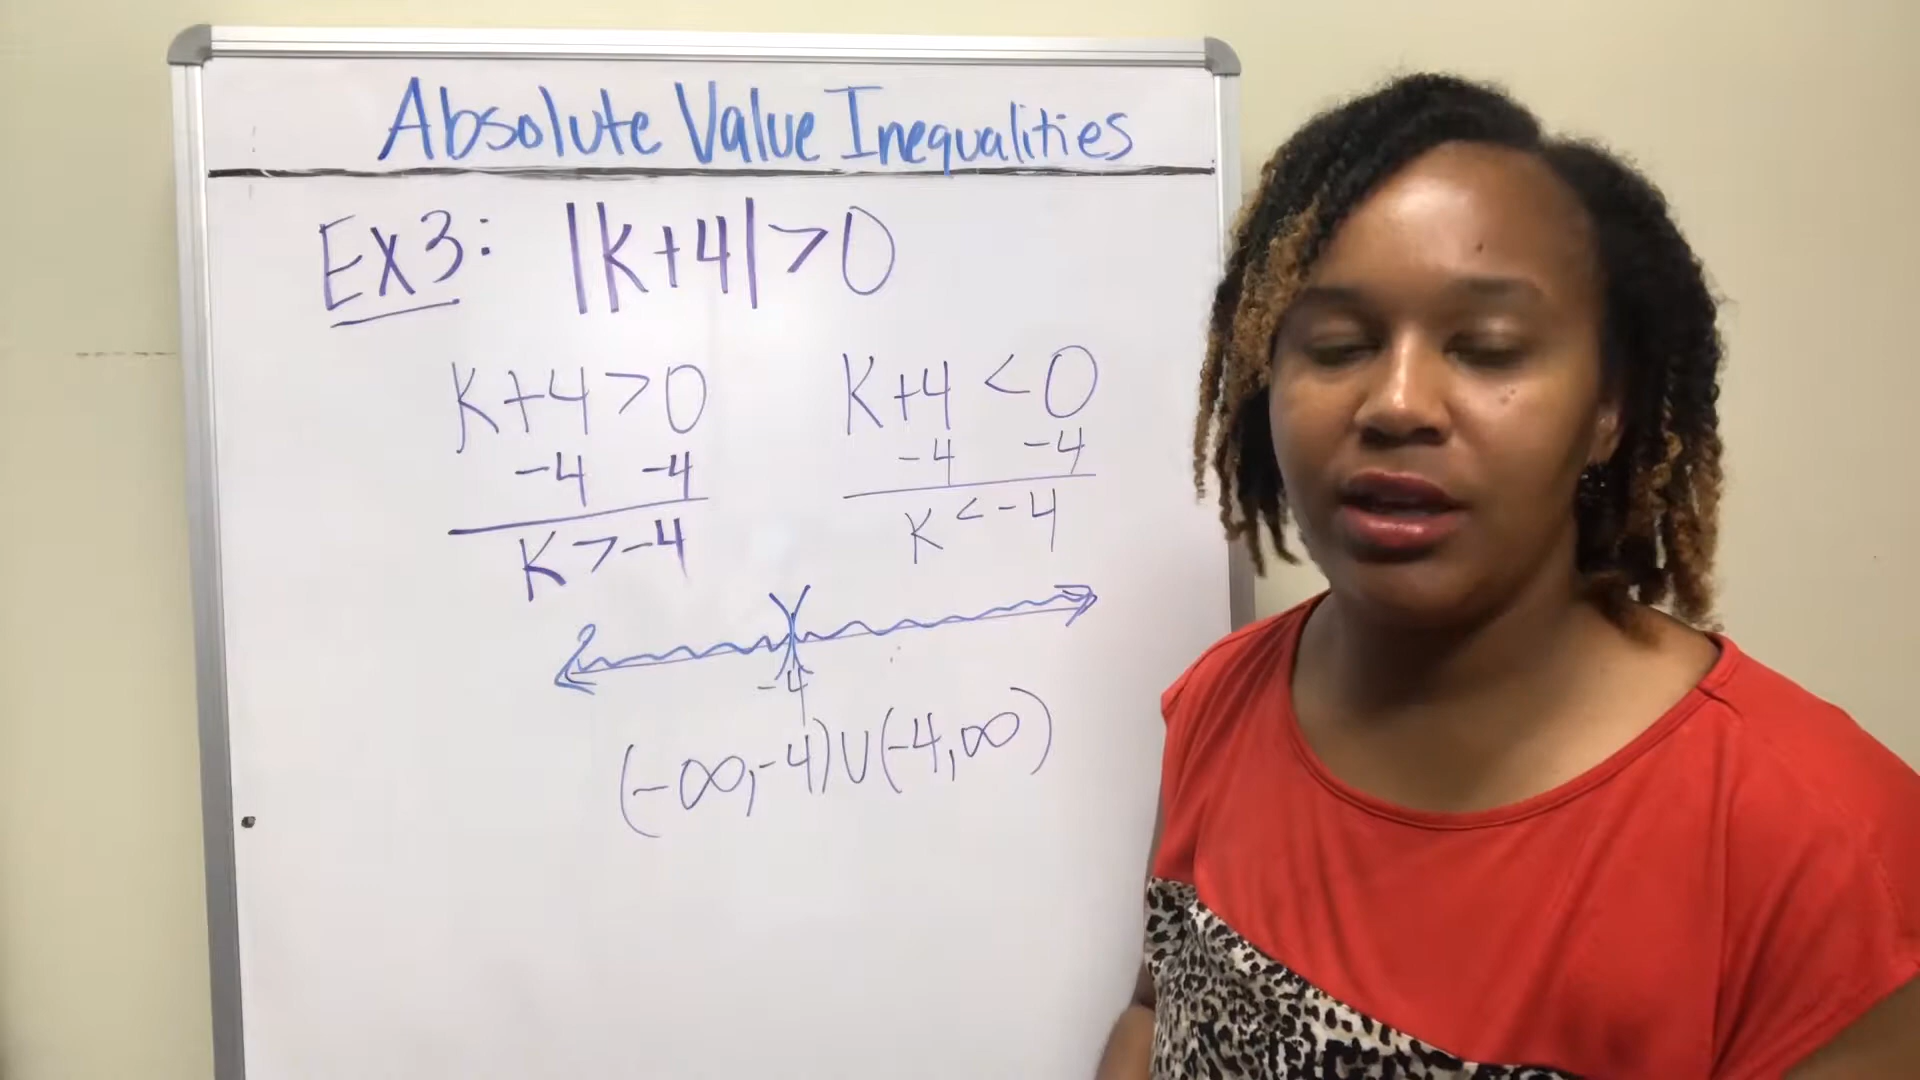 Absolute Value Inequalities
Ex3: |k+4|>0
k+4>0 k+4<0
-4 -4 -4 -4
k>-4 k<-4
-4
(-∞,-4)∪(-4,∞)